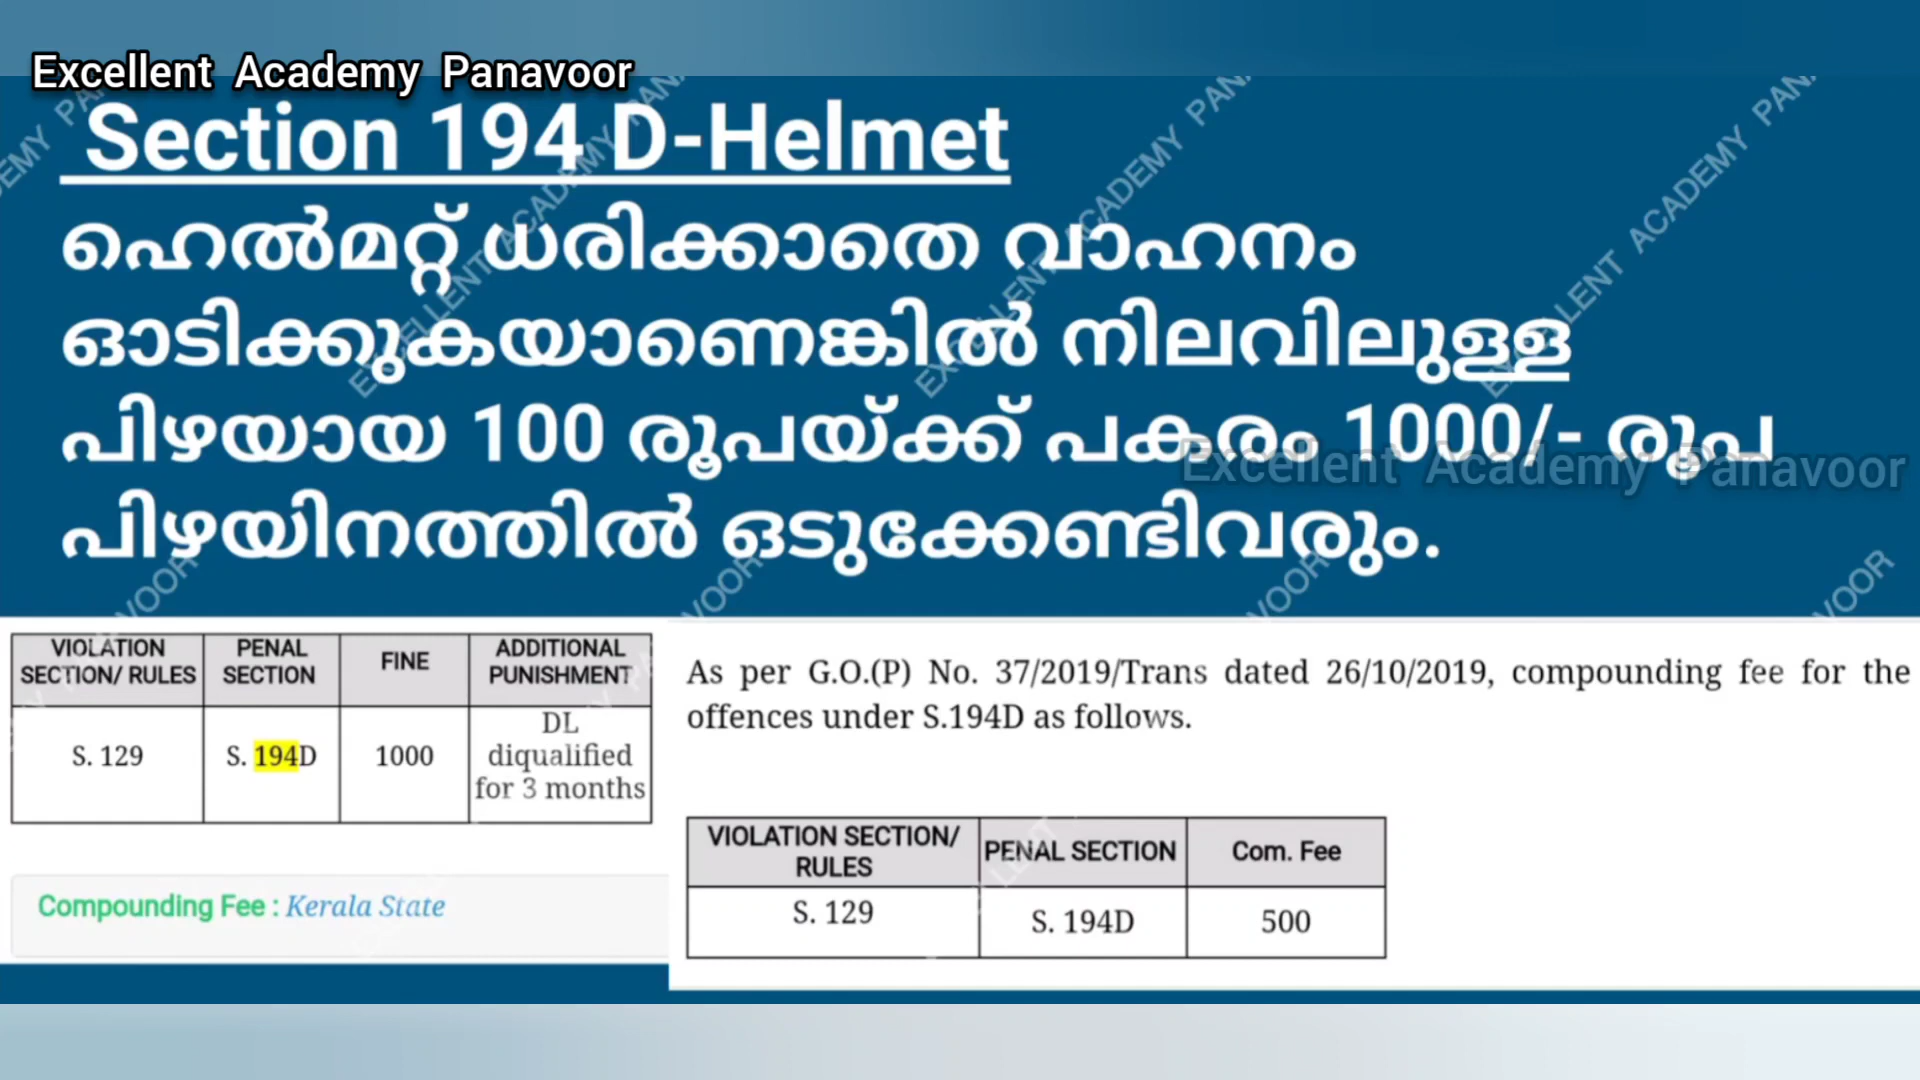 Excellent Academy Panavoor
Section 194 D-Helmet
ഹെൽമറ്റ് ധരിക്കാതെ വാഹനം
ഓടിക്കുകയാണെങ്കിൽ നിലവിലുള്ള
പിഴയായ 100 രൂപയ്ക്ക് പകരം 1000/- രൂപ
Excellent Academy Panavoor
പിഴയിനത്തിൽ ഒടുക്കേണ്ടിവരും.
VIOLATION SECTION/ RULES
PENAL SECTION
FINE
ADDITIONAL PUNISHMENT
S. 129
S. 194D
1000
DL diqualified for 3 months
Compounding Fee : Kerala State
As per G.O.(P) No. 37/2019/Trans dated 26/10/2019, compounding fee for the
offences under S.194D as follows.
VIOLATION SECTION/ RULES
PENAL SECTION
Com. Fee
S. 129
S. 194D
500